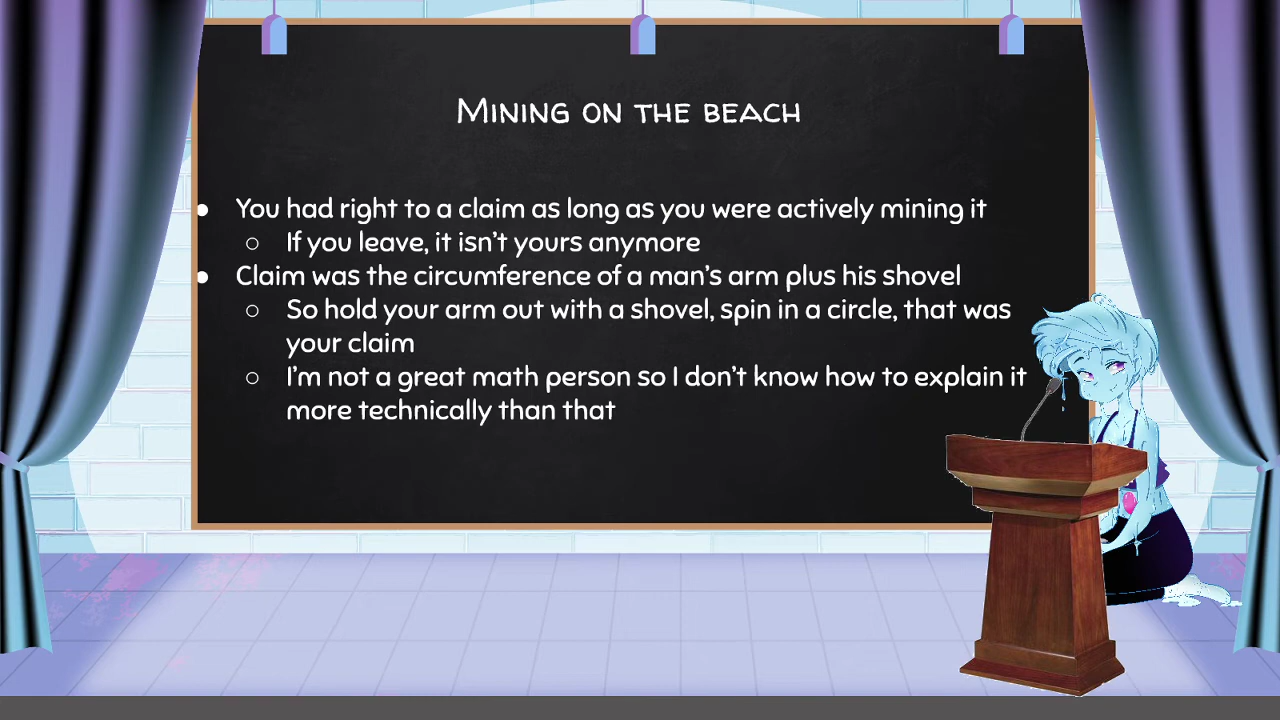 Mining on the beach
● You had right to a claim as long as you were actively mining it
○ If you leave, it isn't yours anymore
● Claim was the circumference of a man's arm plus his shovel
○ So hold your arm out with a shovel, spin in a circle, that was
your claim
○ I'm not a great math person so I don't know how to explain it
more technically than that